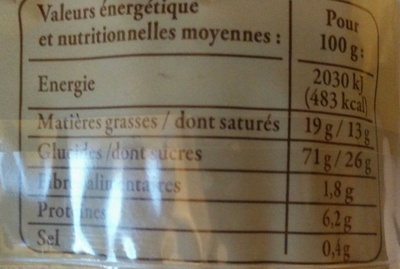 Valeurs énergétique
et nutritionnelles moyennes :
Pour
100 g :
Energie
2030 kj
(483 kcal)
Matières grasses / dont saturés 19 g / 13 g
Glucides /dont sucres 71 g / 26 g
Fibres alimentaires 1,8 g
Protéines 6,2 g
Sel 0,4g